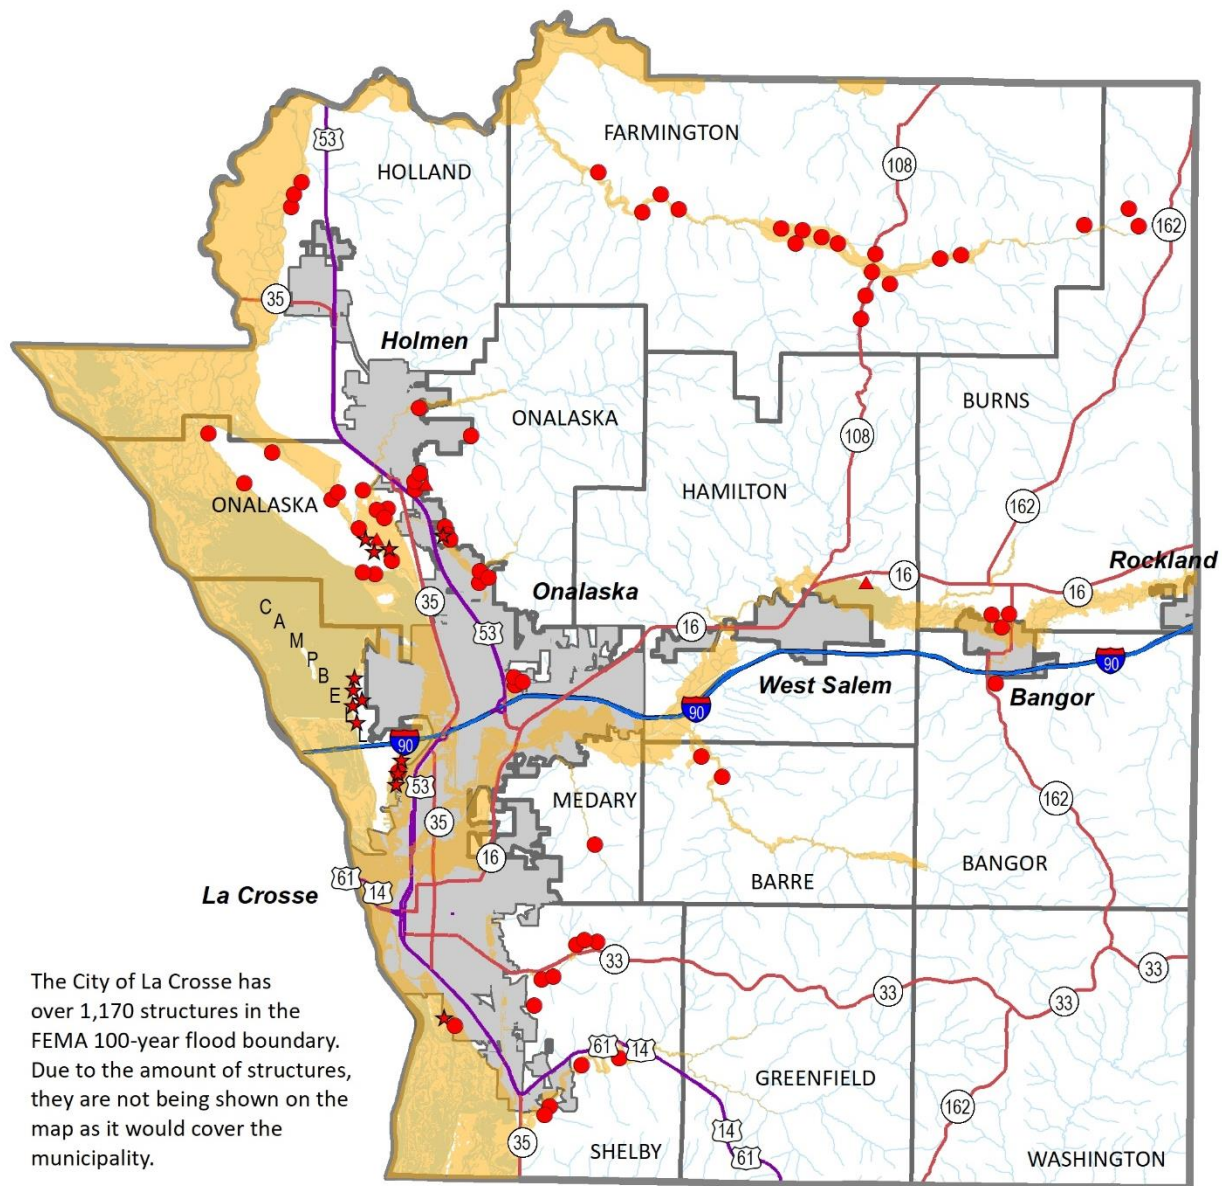 FARMINGTON
53
108
HOLLAND
162
35
Holmen
BURNS
ONALASKA
108
HAMILTON
ONALASKA
162
Rockland
16
16
35
Onalaska
CAMPBELL
53
16
90
West Salem
Bangor
90
90
53
MEDARY
162
35
16
BANGOR
61
14
BARRE
La Crosse
33
33
33
The City of La Crosse has
over 1,170 structures in the
FEMA 100-year flood boundary.
Due to the amount of structures,
they are not being shown on the
map as it would cover the
municipality.
61
14
GREENFIELD
162
14
35
61
SHELBY
WASHINGTON